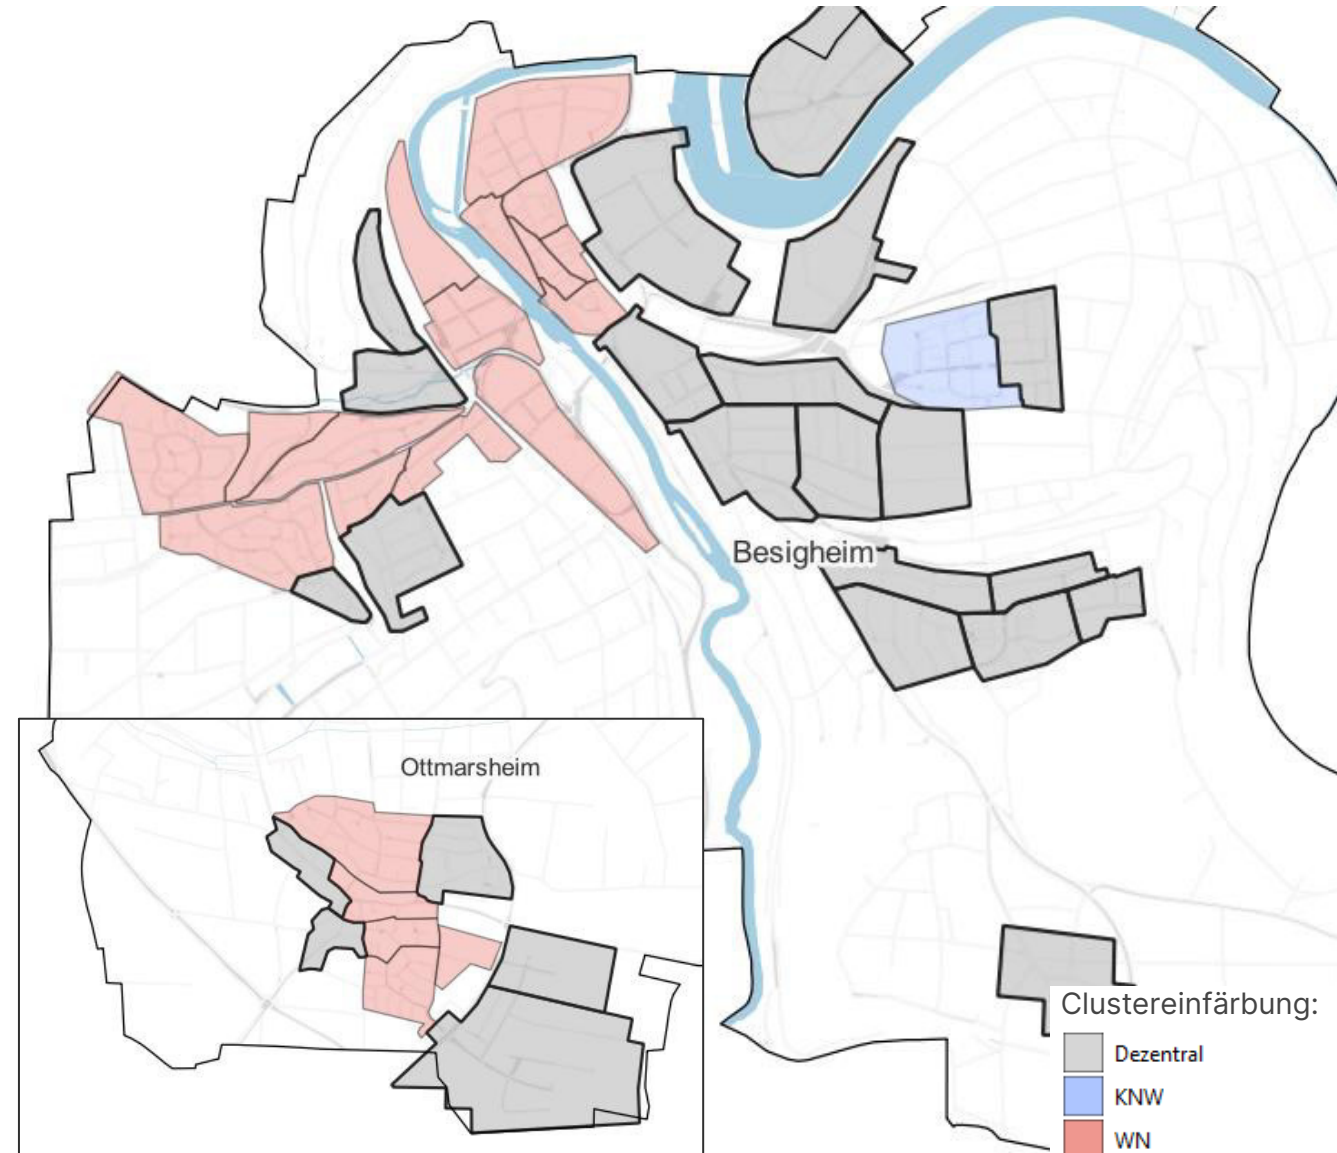 Besigheim
Ottmarsheim
Clustereinfärbung:
Dezentral
KNW
WN